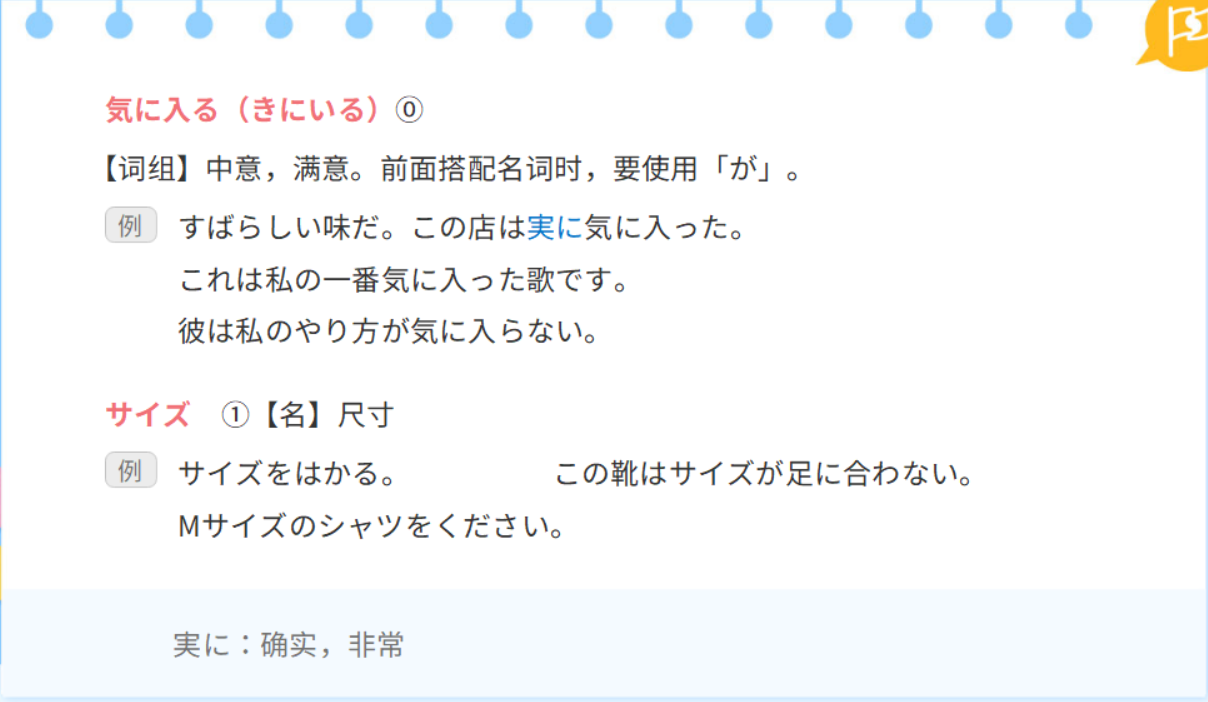 気に入る（きにいる）⓪
【词组】中意，满意。前面搭配名词时，要使用「が」。
例 すばらしい味だ。この店は実に気に入った。
これは私の一番気に入った歌です。
彼は私のやり方が気に入らない。
サイズ ①【名】尺寸
例 サイズをはかる。 この靴はサイズが足に合わない。
Mサイズのシャツをください。
実に：确实，非常